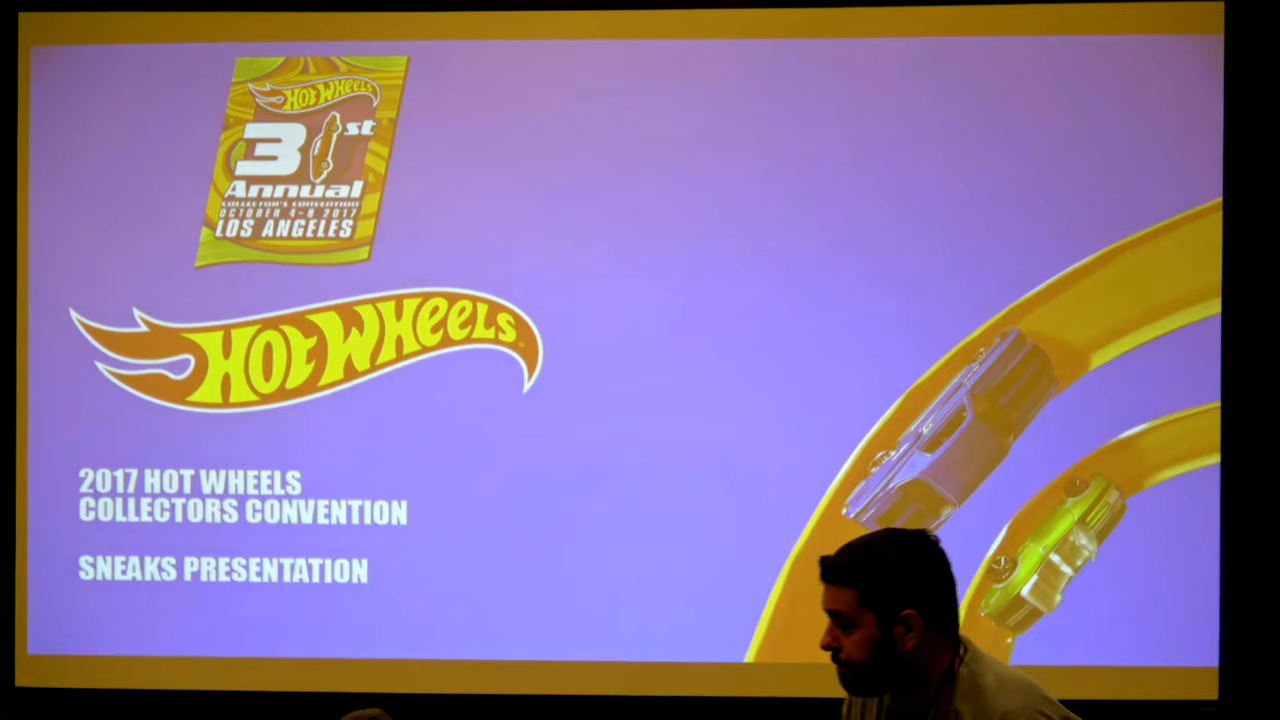 HOT WHEELS
31st
Annual
COLLECTOR'S CONVENTION
OCTOBER 4-8 2017
LOS ANGELES
HOT WHEELS
2017 HOT WHEELS
COLLECTORS CONVENTION
SNEAKS PRESENTATION